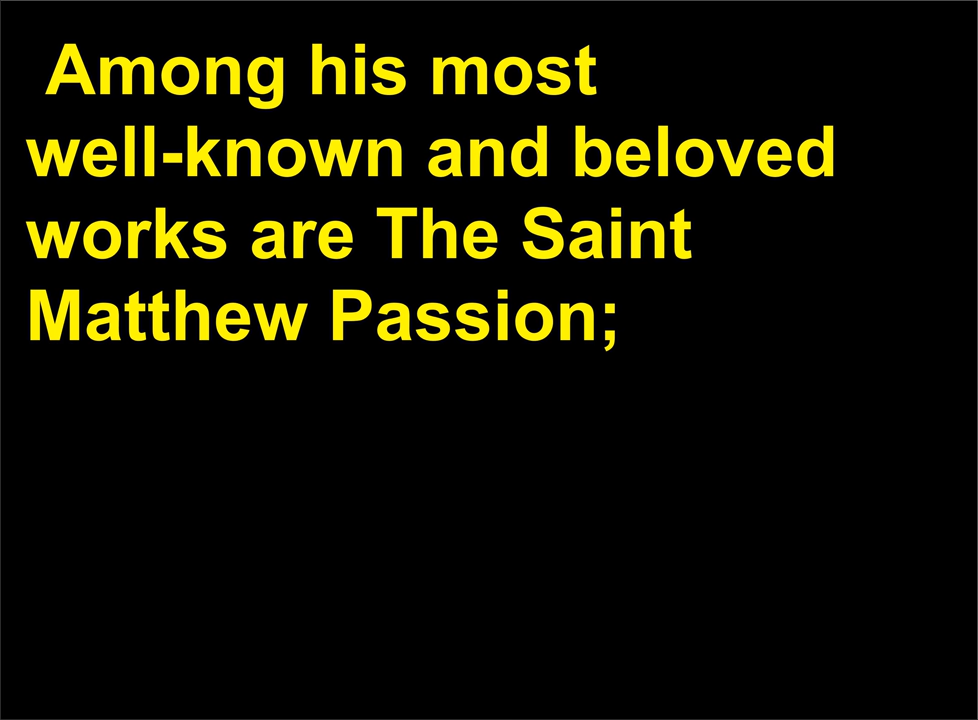 Among his most
well-known and beloved
works are The Saint
Matthew Passion;